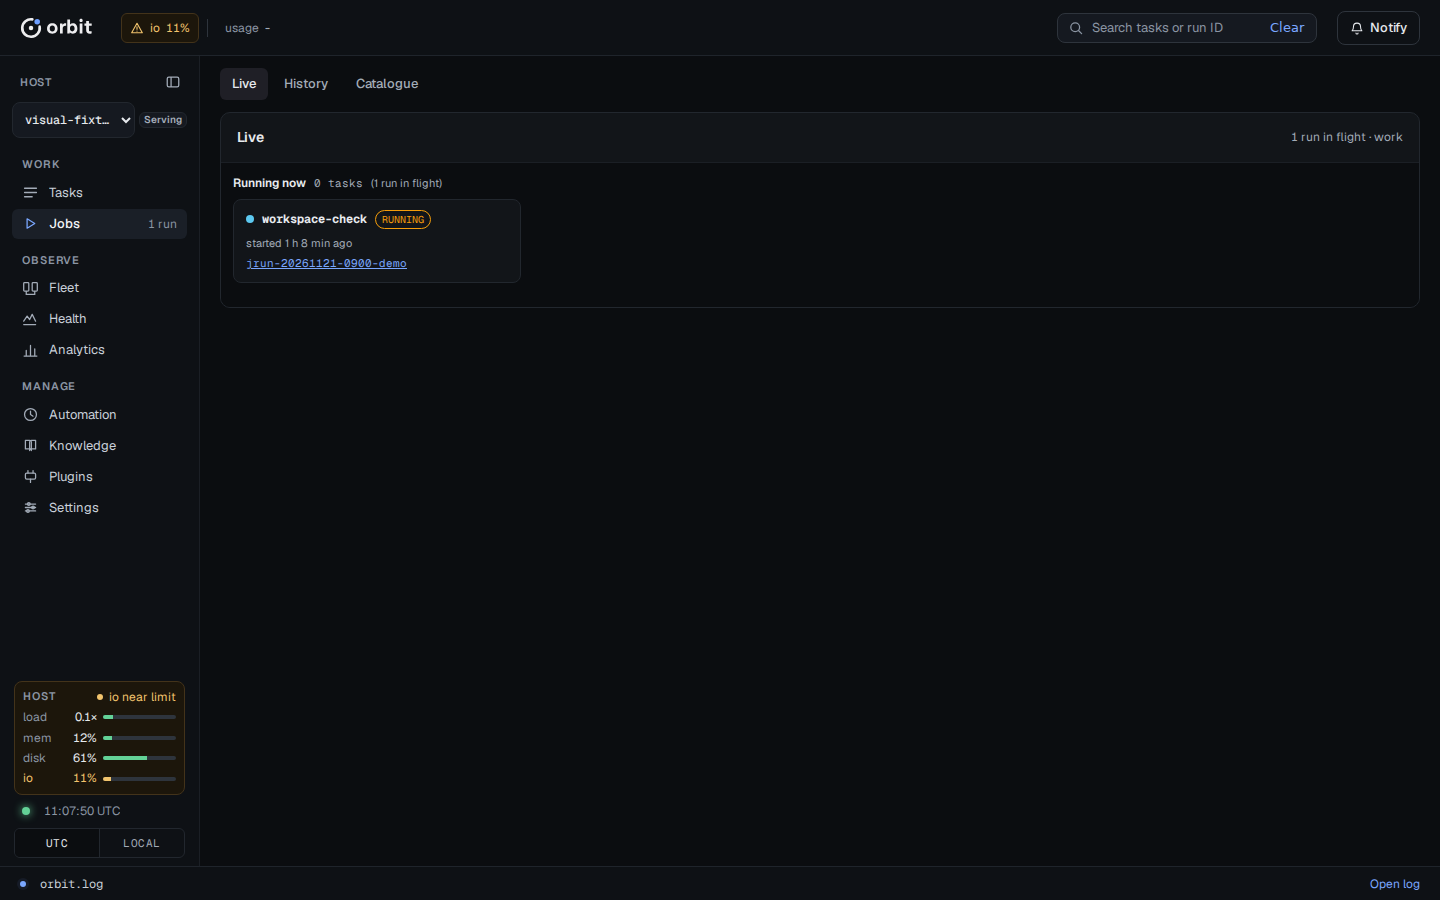 orbit
io 11%
usage -
Search tasks or run ID
Clear
Notify
HOST
visual-fixt…
Serving
WORK
Tasks
Jobs 1 run
OBSERVE
Fleet
Health
Analytics
MANAGE
Automation
Knowledge
Plugins
Settings
HOST io near limit
load 0.1×
mem 12%
disk 61%
io 11%
11:07:50 UTC
UTC LOCAL
Live History Catalogue
Live
1 run in flight · work
Running now 0 tasks (1 run in flight)
workspace-check RUNNING
started 1 h 8 min ago
jrun-20261121-0900-demo
orbit.log
Open log